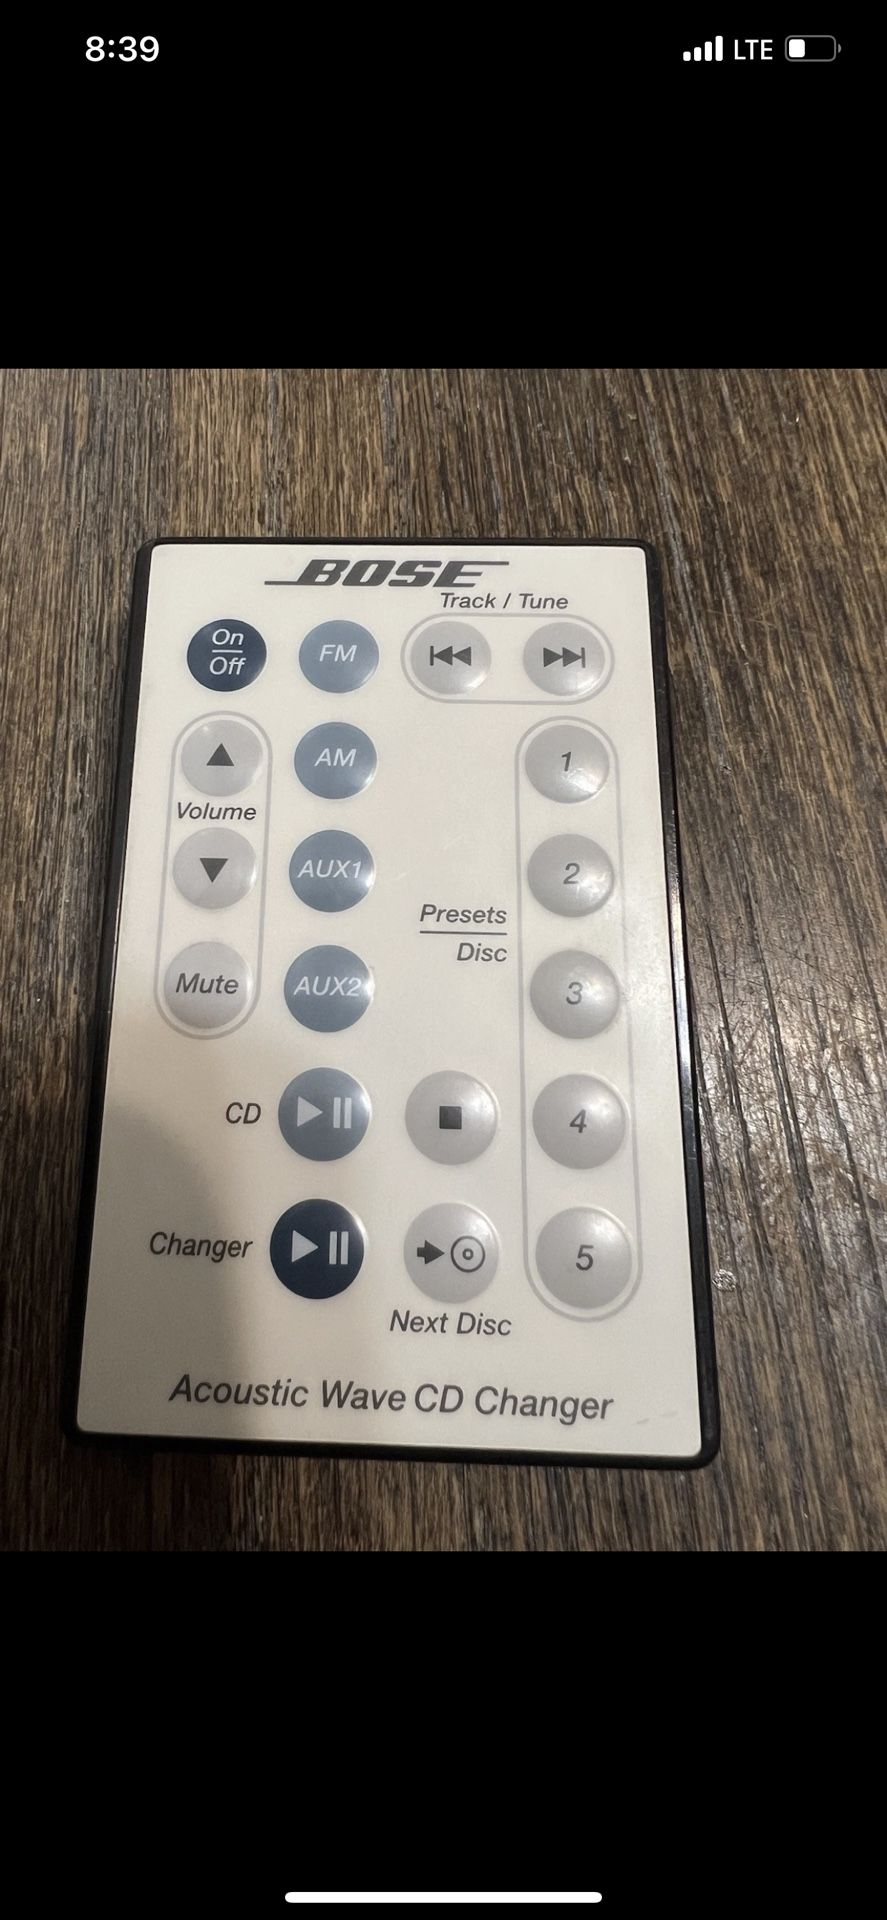 8:39
LTE
BOSE
Track / Tune
On
Off
FM
AM
1
Volume
AUX1
2
Presets
Disc
Mute
AUX2
3
CD
4
Changer
5
Next Disc
Acoustic Wave CD Changer